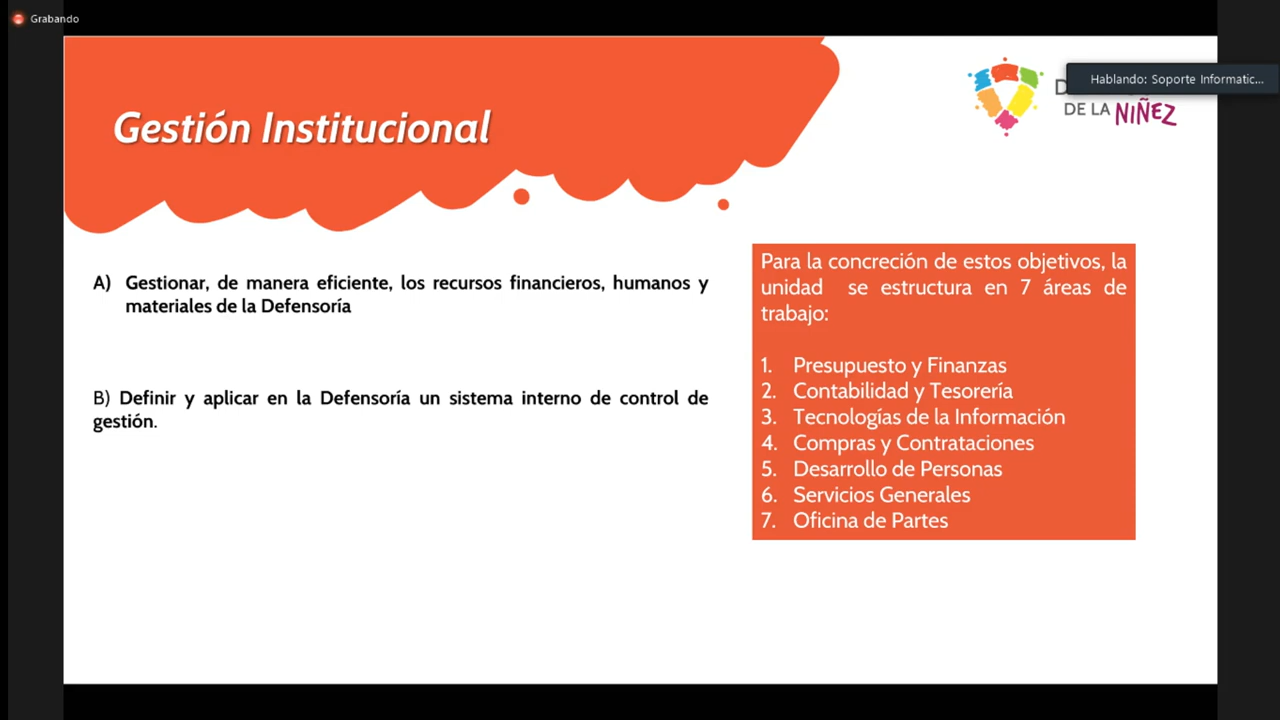 Grabando
Gestión Institucional
Hablando: Soporte Informatic...
DE LA NIÑEZ
A) Gestionar, de manera eficiente, los recursos financieros, humanos y
materiales de la Defensoría
B) Definir y aplicar en la Defensoría un sistema interno de control de
gestión.
Para la concreción de estos objetivos, la
unidad se estructura en 7 áreas de
trabajo:
1. Presupuesto y Finanzas
2. Contabilidad y Tesorería
3. Tecnologías de la Información
4. Compras y Contrataciones
5. Desarrollo de Personas
6. Servicios Generales
7. Oficina de Partes